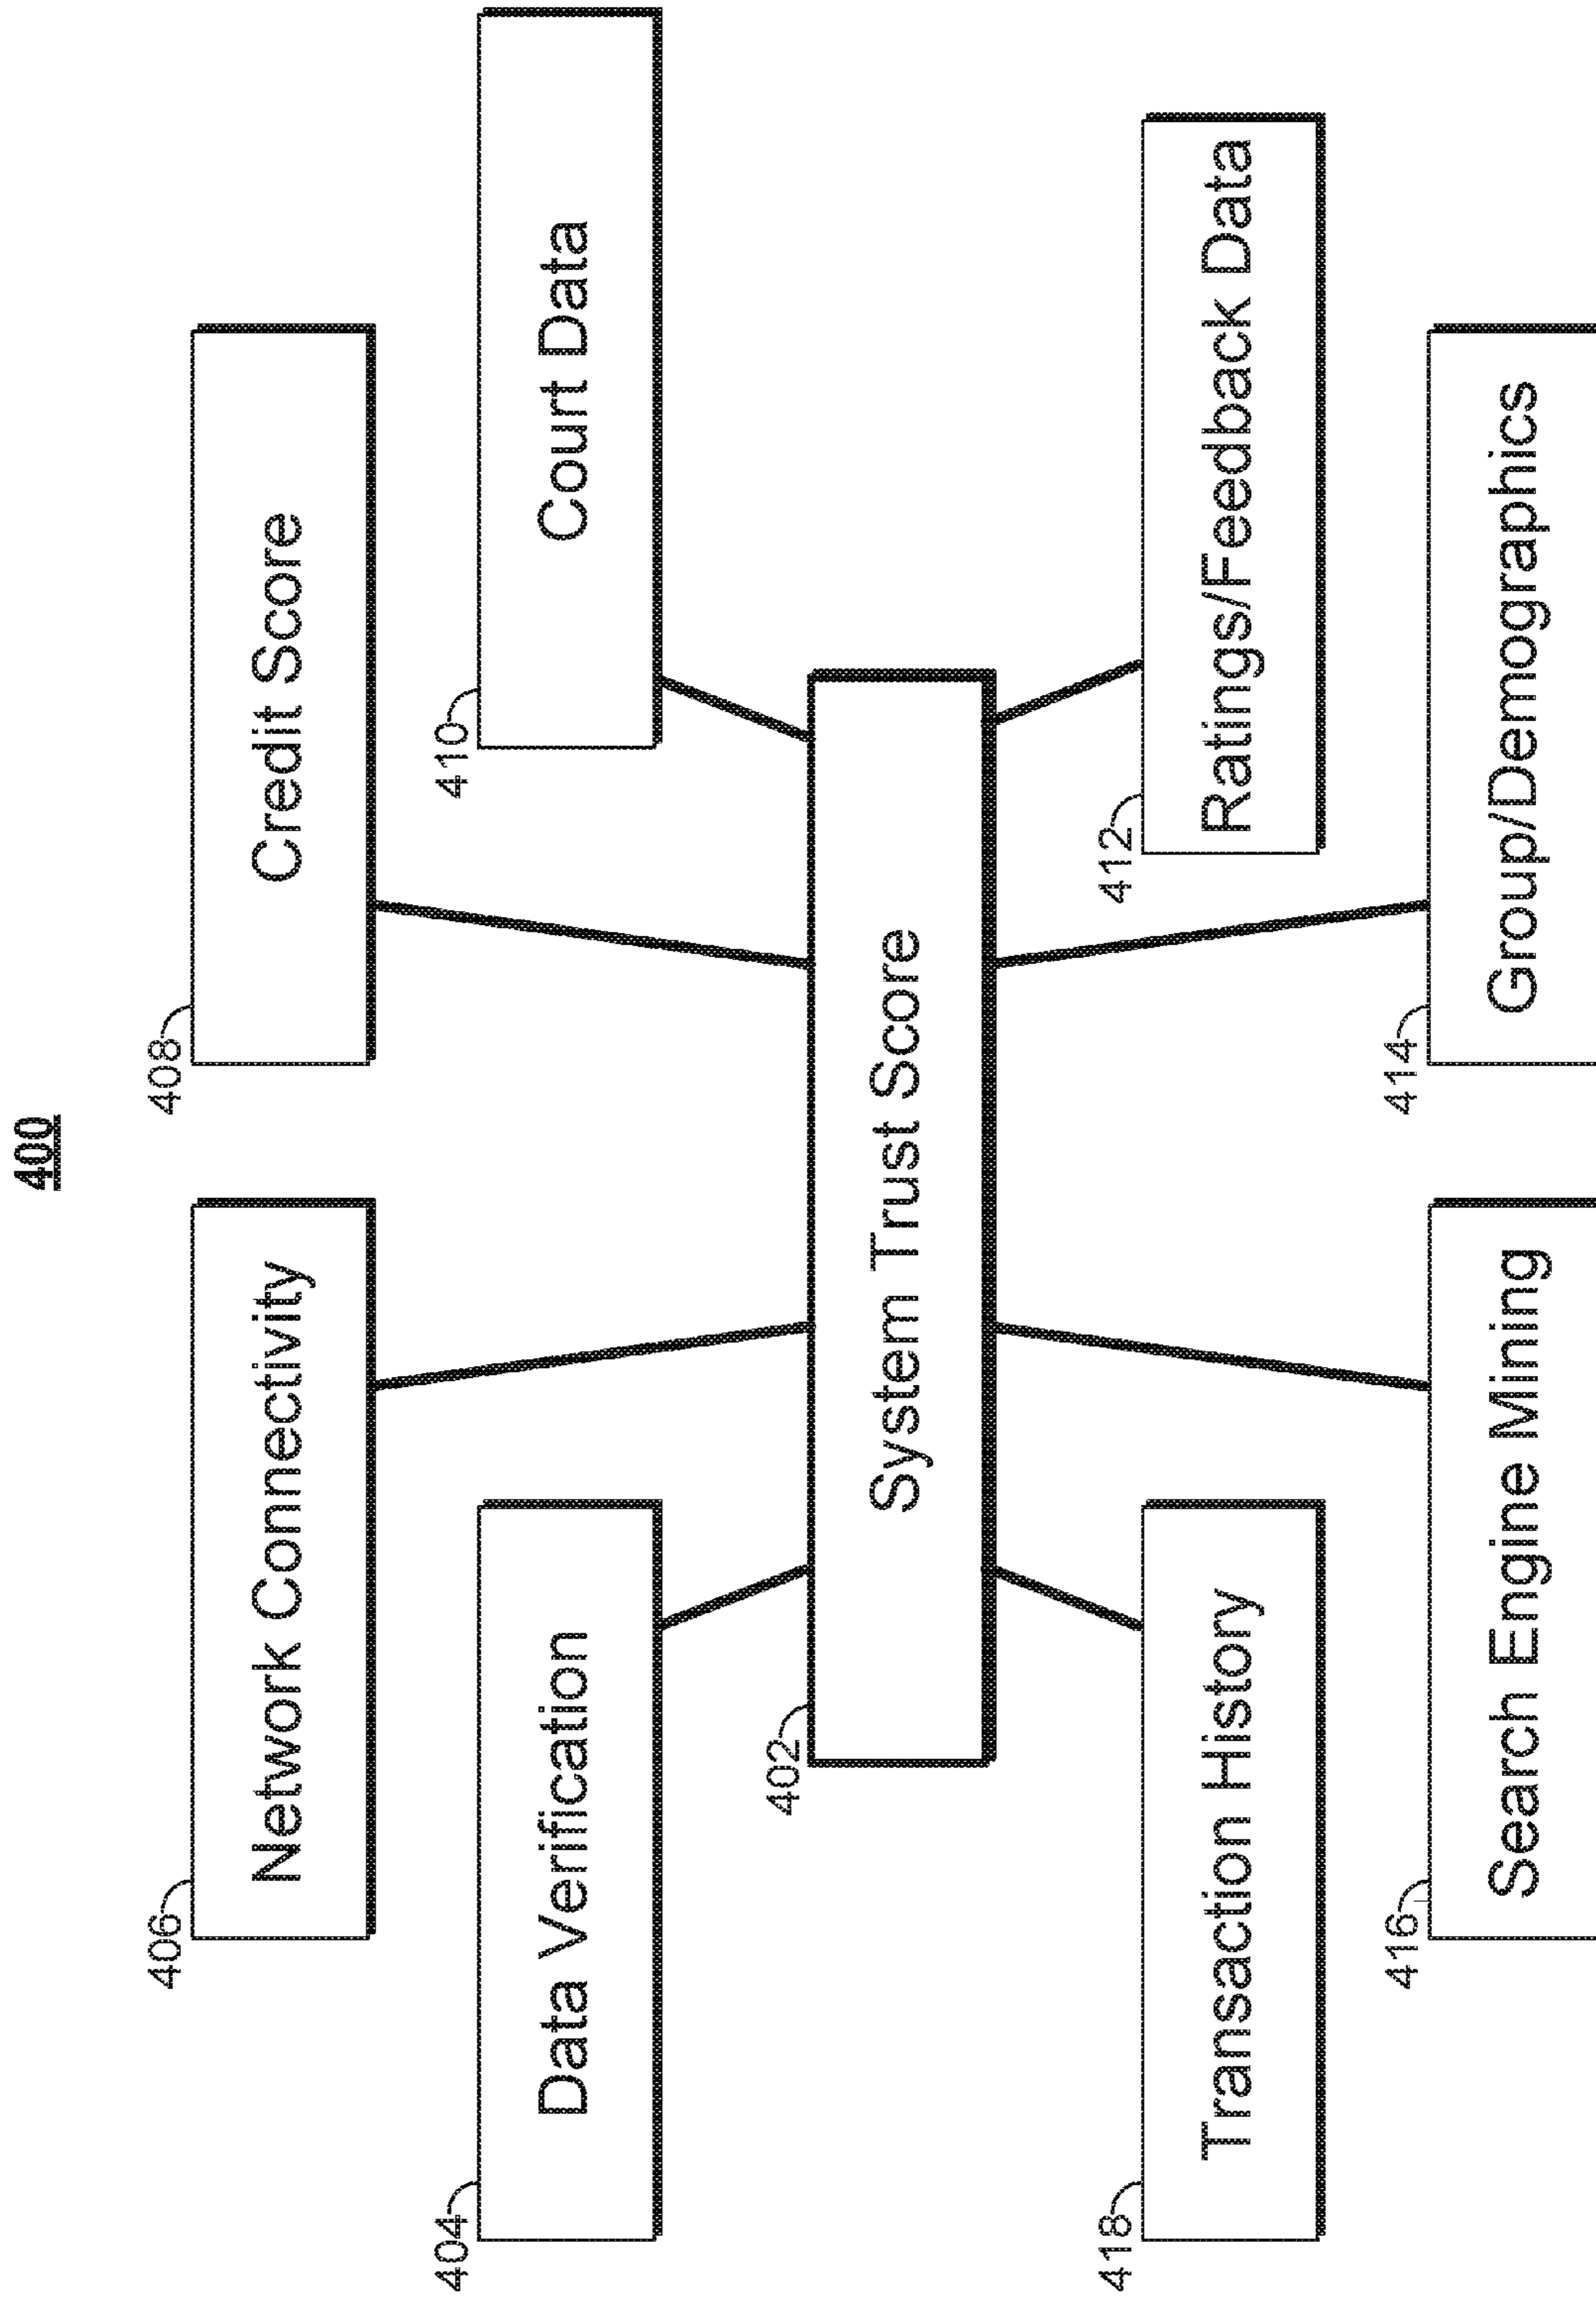 400
406
Network Connectivity
408
Credit Score
404
Data Verification
410
Court Data
402
System Trust Score
418
Transaction History
412
Ratings/Feedback Data
416
Search Engine Mining
414
Group/Demographics